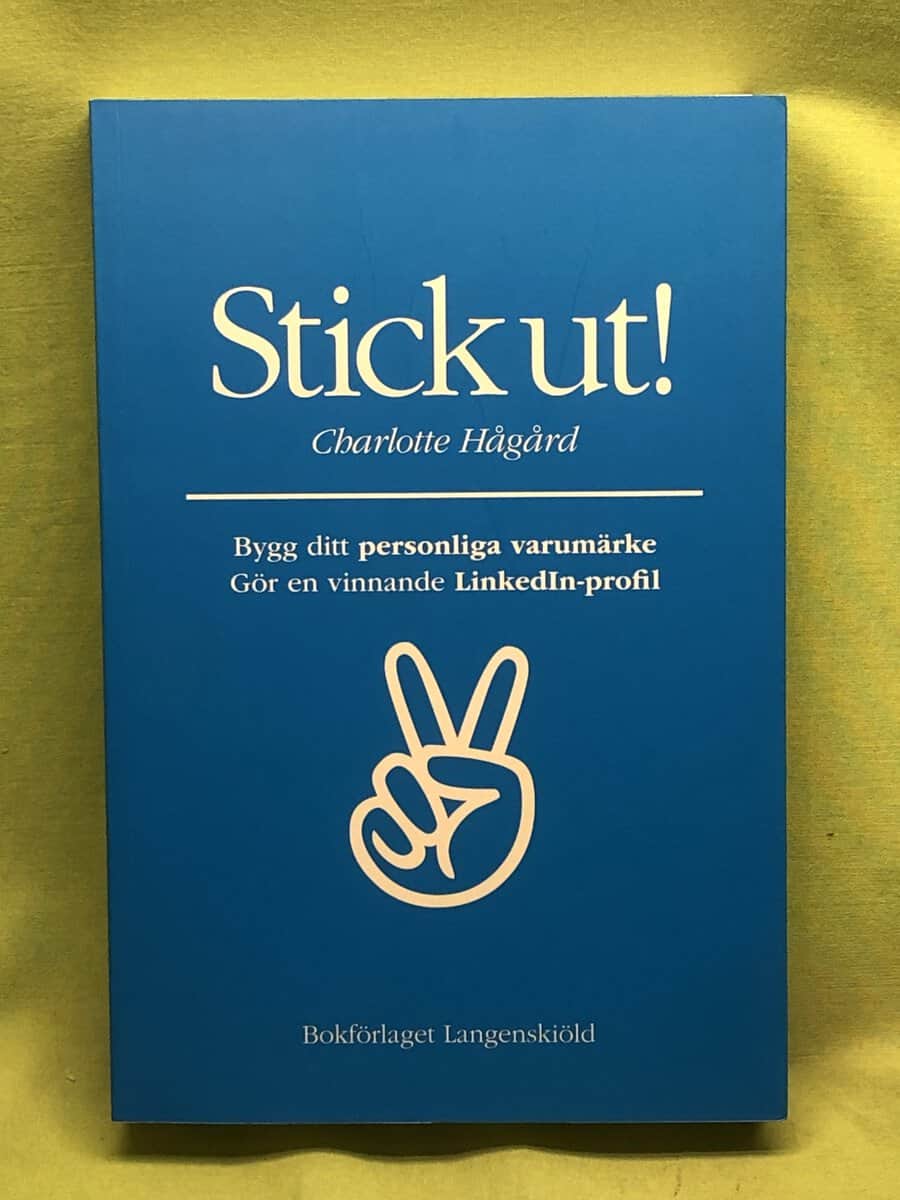 Stick ut!
Charlotte Hågård
Bygg ditt personliga varumärke
Gör en vinnande LinkedIn-profil
Bokförlaget Langenskiöld